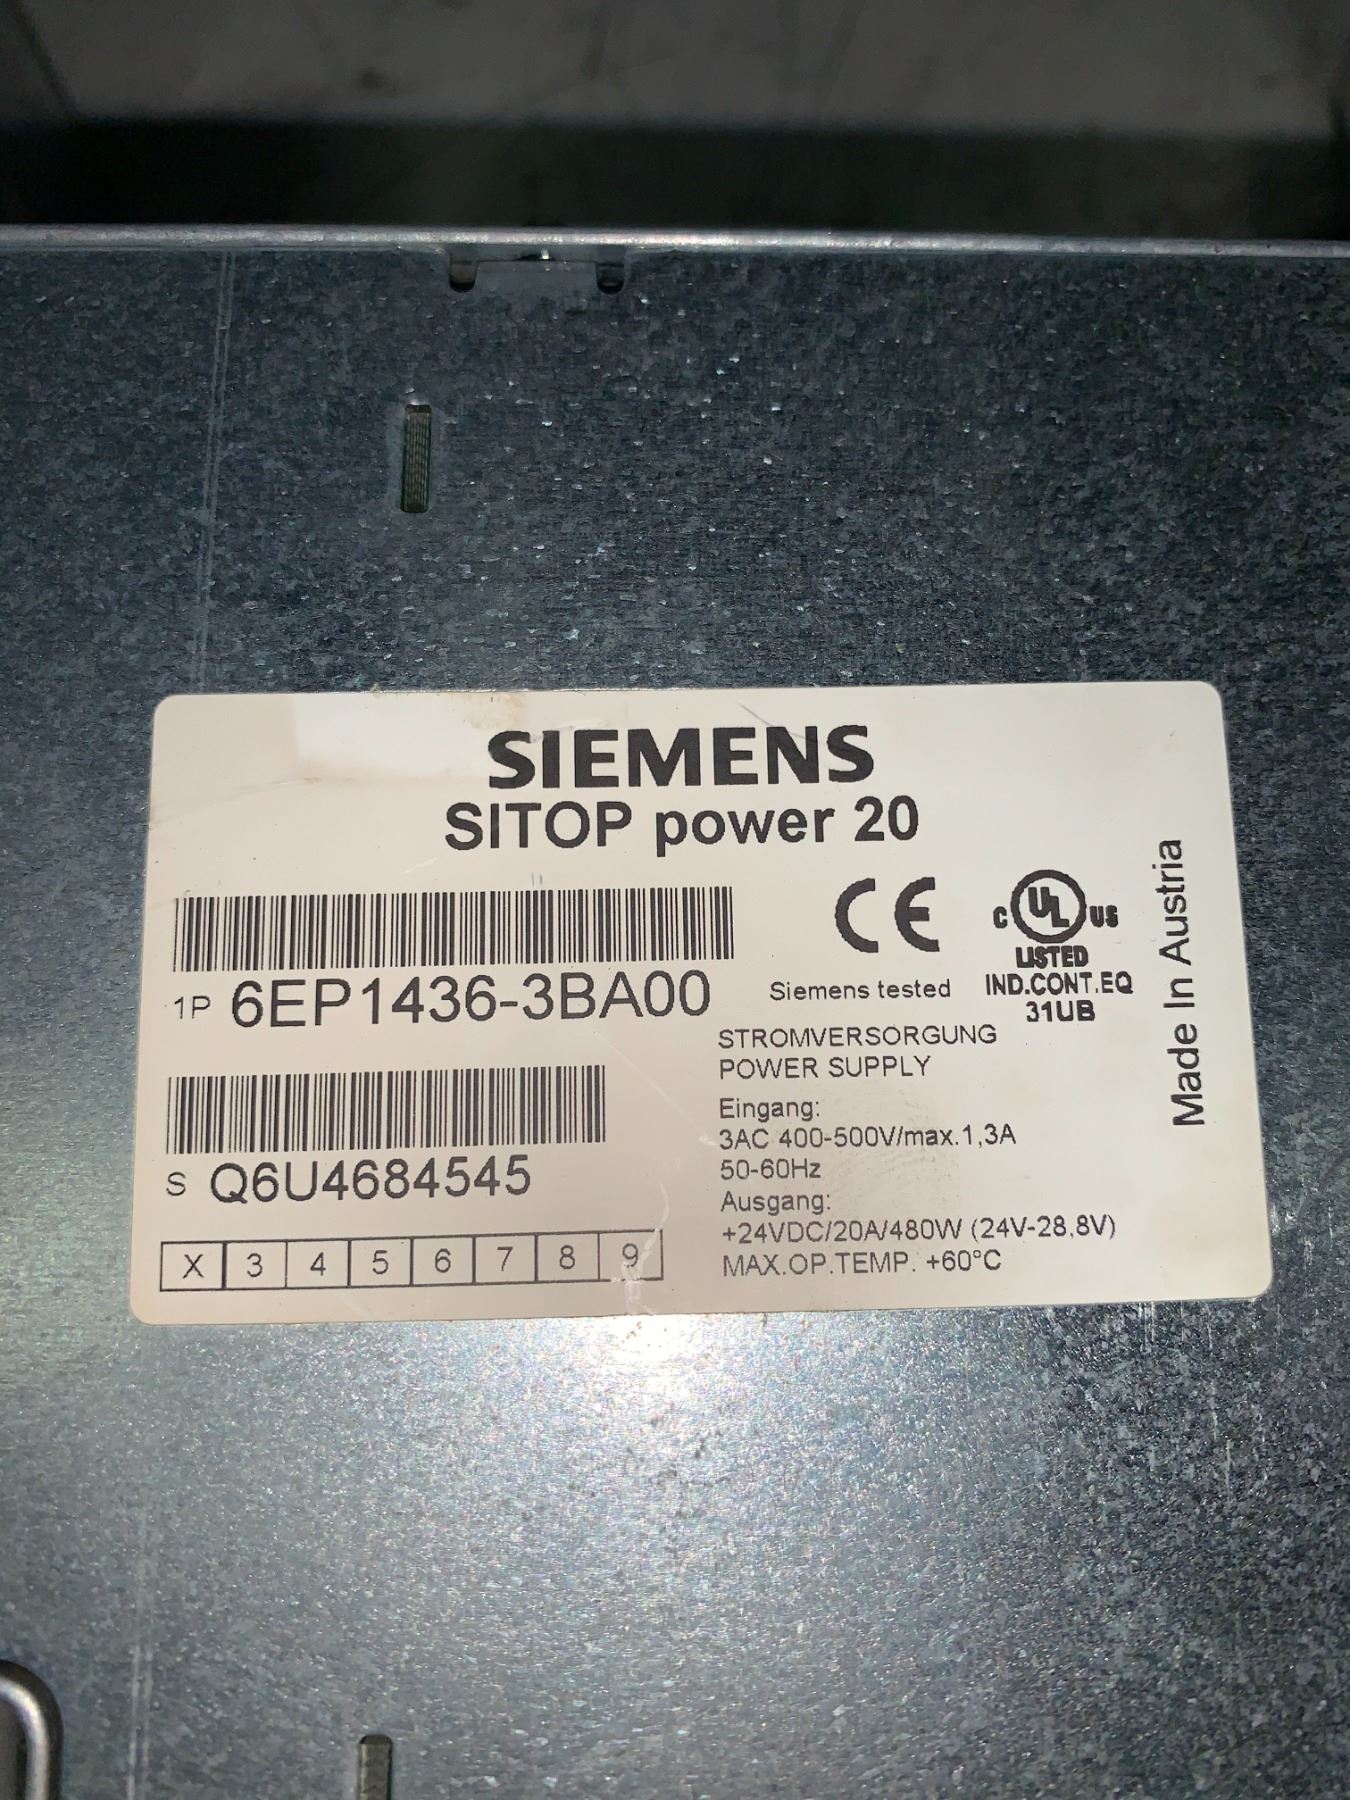 SIEMENS
SITOP power 20
1P 6EP1436-3BA00
S Q6U4684545
X 3 4 5 6 7 8 9
CE
Siemens tested
C UL US
LISTED
IND.CONT.EQ
31UB
STROMVERSORGUNG
POWER SUPPLY
Eingang:
3AC 400-500V/max.1,3A
50-60Hz
Ausgang:
+24VDC/20A/480W (24V-28,8V)
MAX.OP.TEMP. +60°C
Made In Austria